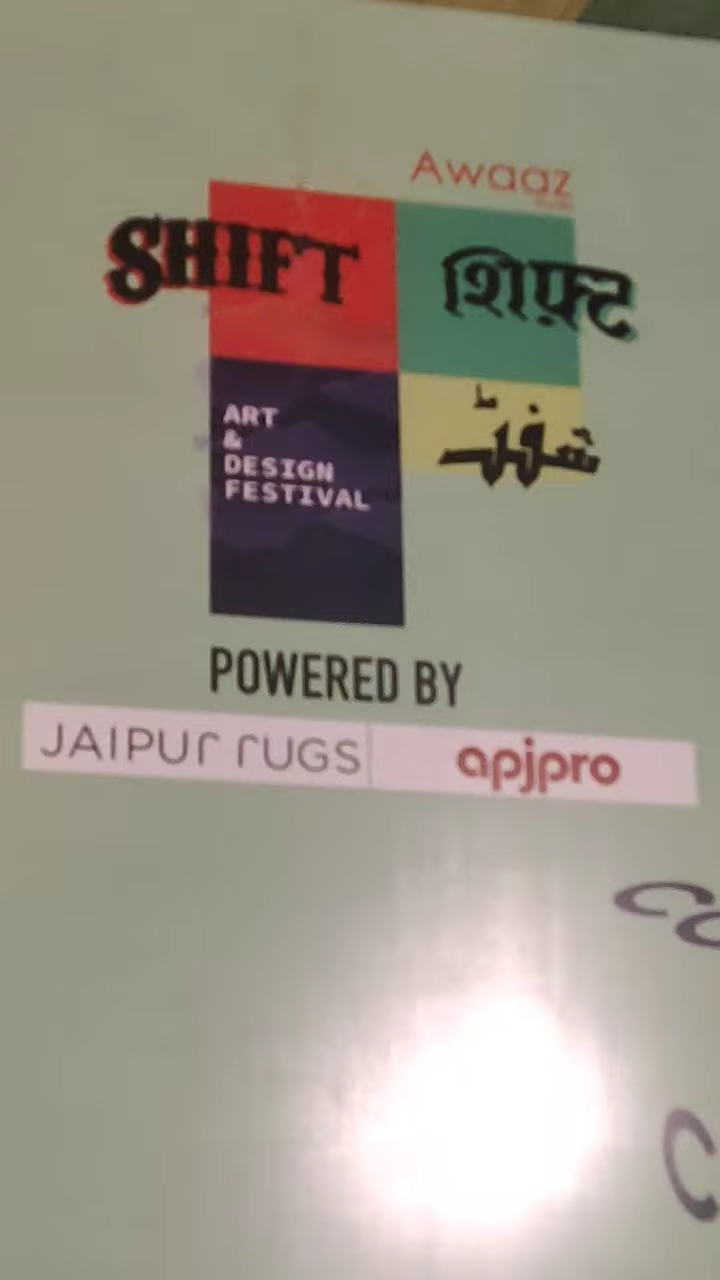 Awaaz
SHIFT
शिफ़्ट
ART
&
DESIGN
FESTIVAL
شفٹ
POWERED BY
JAIPUR RUGS
apjpro